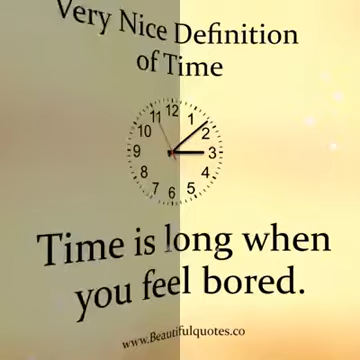 Very Nice Definition
of Time
12
11
1
10
2
9
3
8
4
7
5
6
Time is long when
you feel bored.
www.Beautifulquotes.co